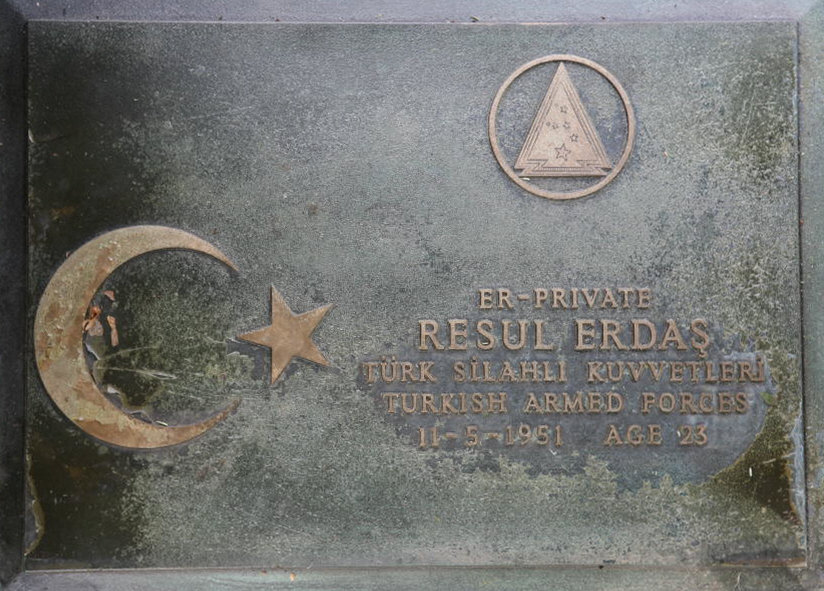 ER-PRIVATE
RESUL ERDAŞ
TÜRK SİLAHLI KUVVETLERİ
TURKISH ARMED FORCES
11-5-1951 AGE 23